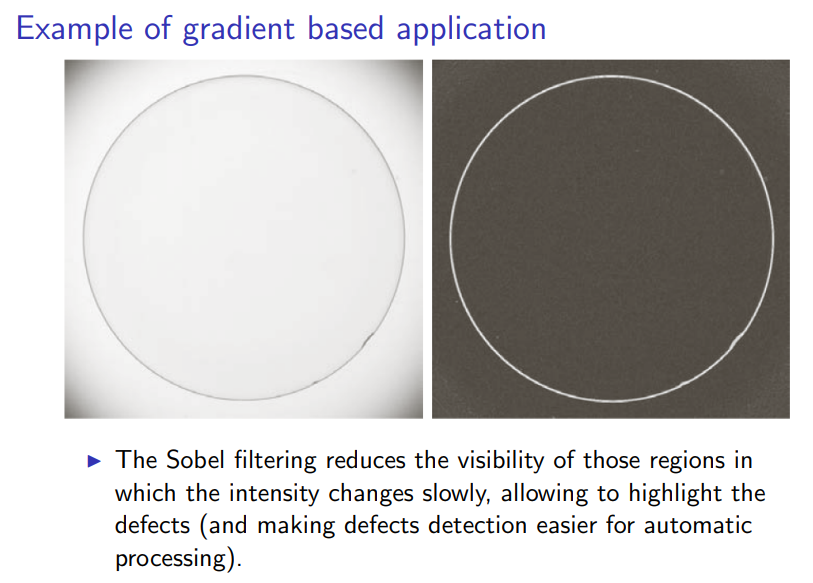 Example of gradient based application
▶ The Sobel filtering reduces the visibility of those regions in
which the intensity changes slowly, allowing to highlight the
defects (and making defects detection easier for automatic
processing).